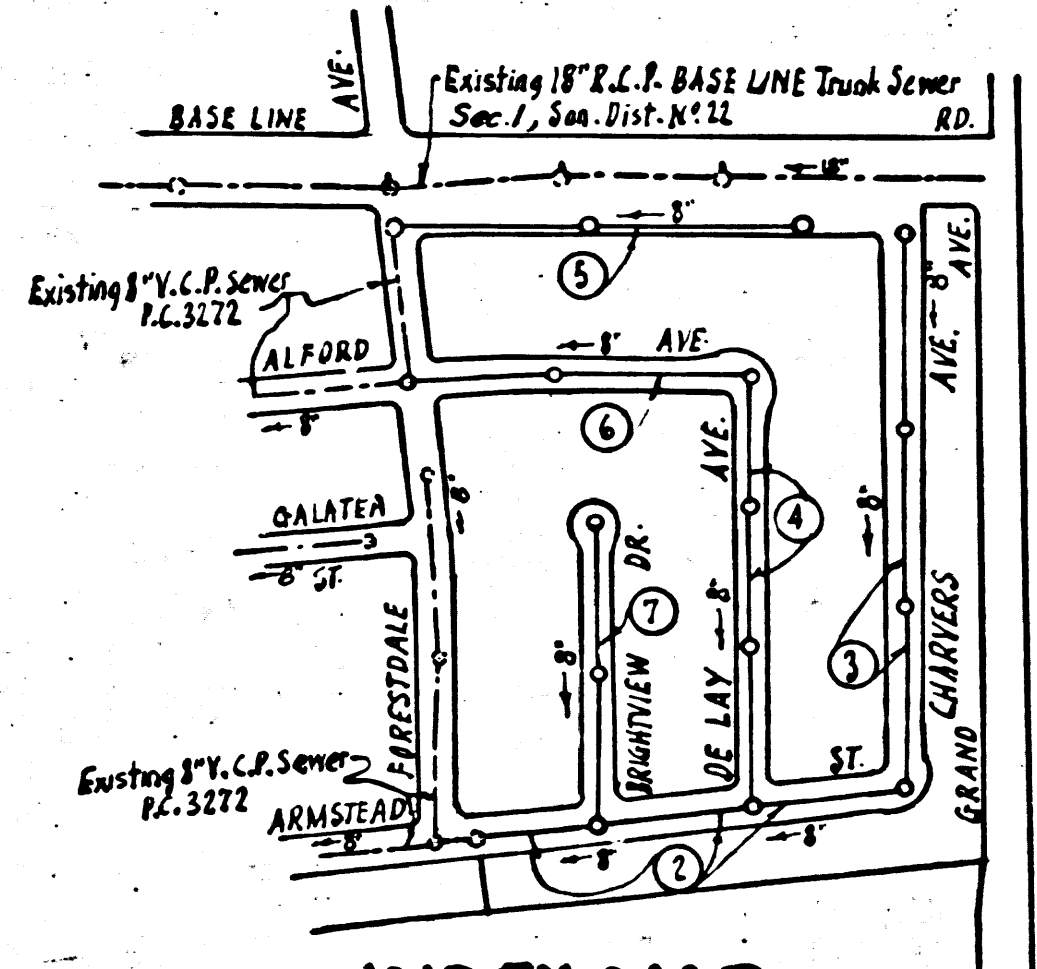 AVE.
Existing 18" R.C.P. BASE LINE Trunk Sewer
Sec. 1, San. Dist. Nº 22
BASE LINE
RD.
18"
8"
5
Existing 8" V.C.P. Sewer
P.C. 3272
ALFORD
8"
8"
AVE.
6
AVE.
8"
AVE.
AVE.
8"
GALATEA
8" ST.
8"
4
DR.
7
8"
8"
3
FORESTDALE
BRIGHTVIEW
DE LAY
CHARVERS
GRAND
ST.
Existing 8" V.C.P. Sewer
P.C. 3272
ARMSTEAD
8"
8"
8"
2